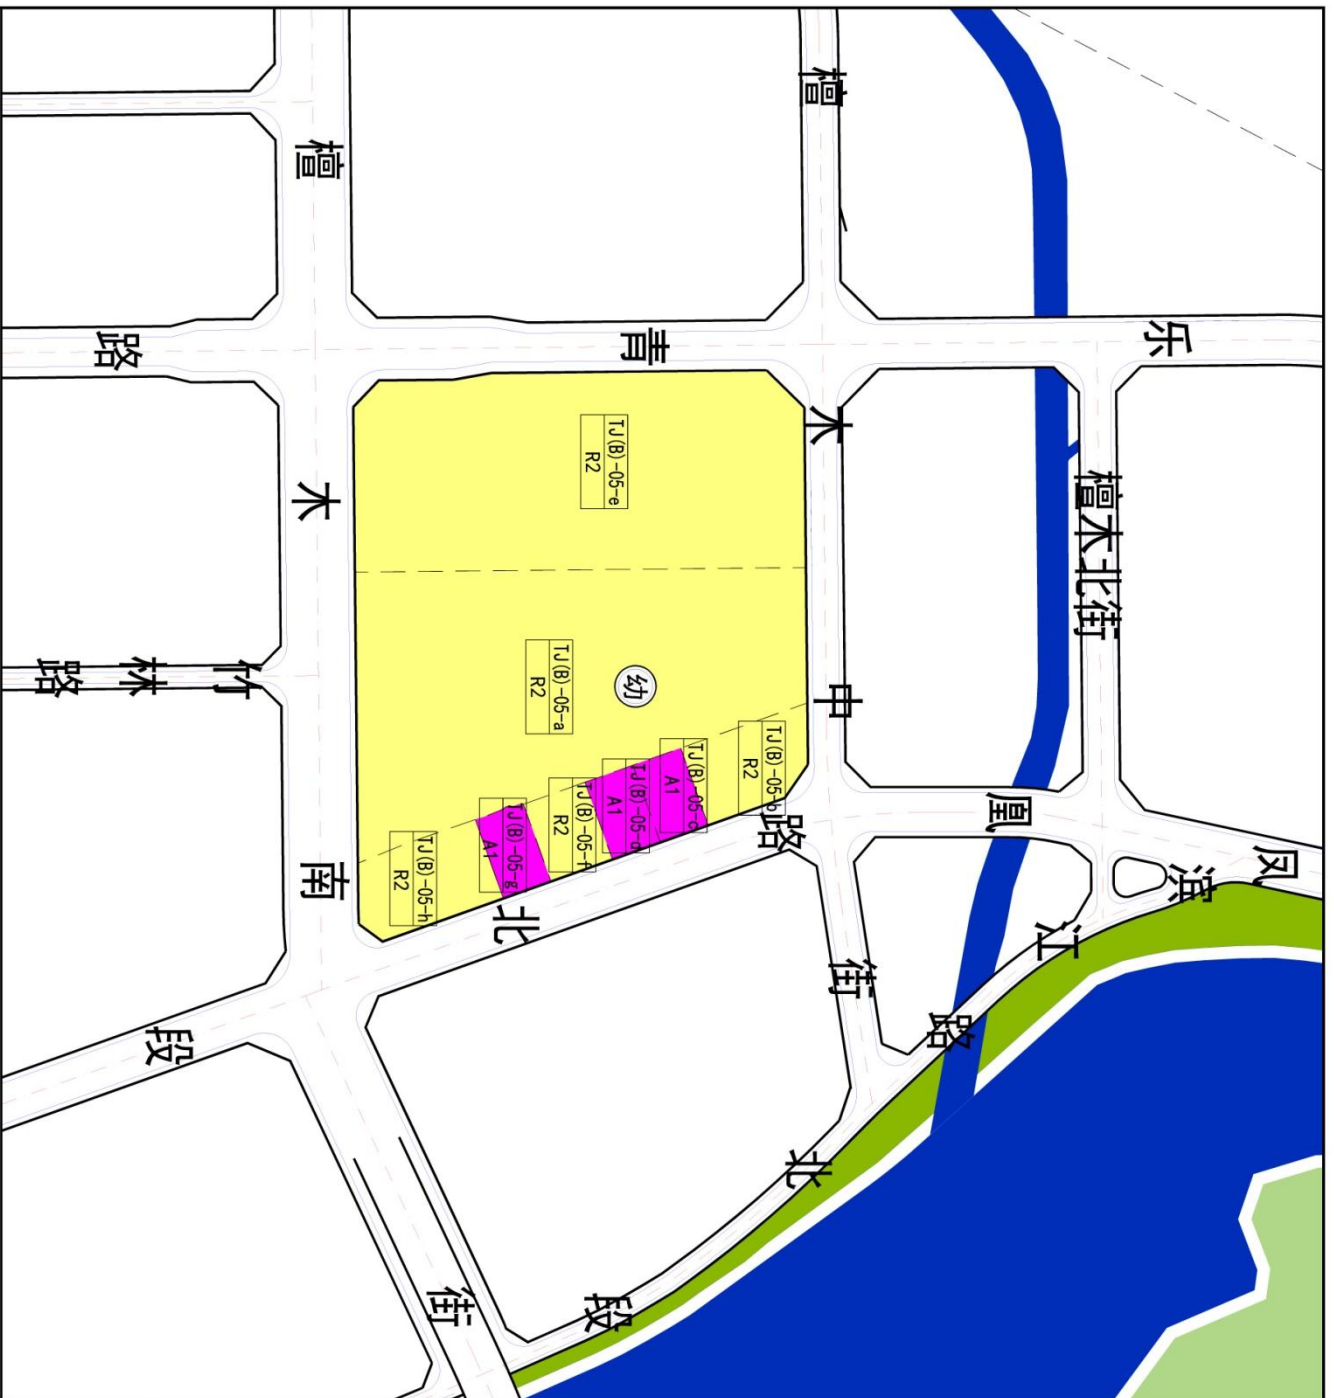 乐青路
檀木北街
檀木中街
檀木南街
竹林路
凤凰路北段
滨江路北段
TJ(B)-05-e
R2
TJ(B)-05-a
R2
幼
TJ(B)-05-b
R2
TJ(B)-05-c
A1
TJ(B)-05-d
A1
TJ(B)-05-f
R2
TJ(B)-05-g
A1
TJ(B)-05-h
R2